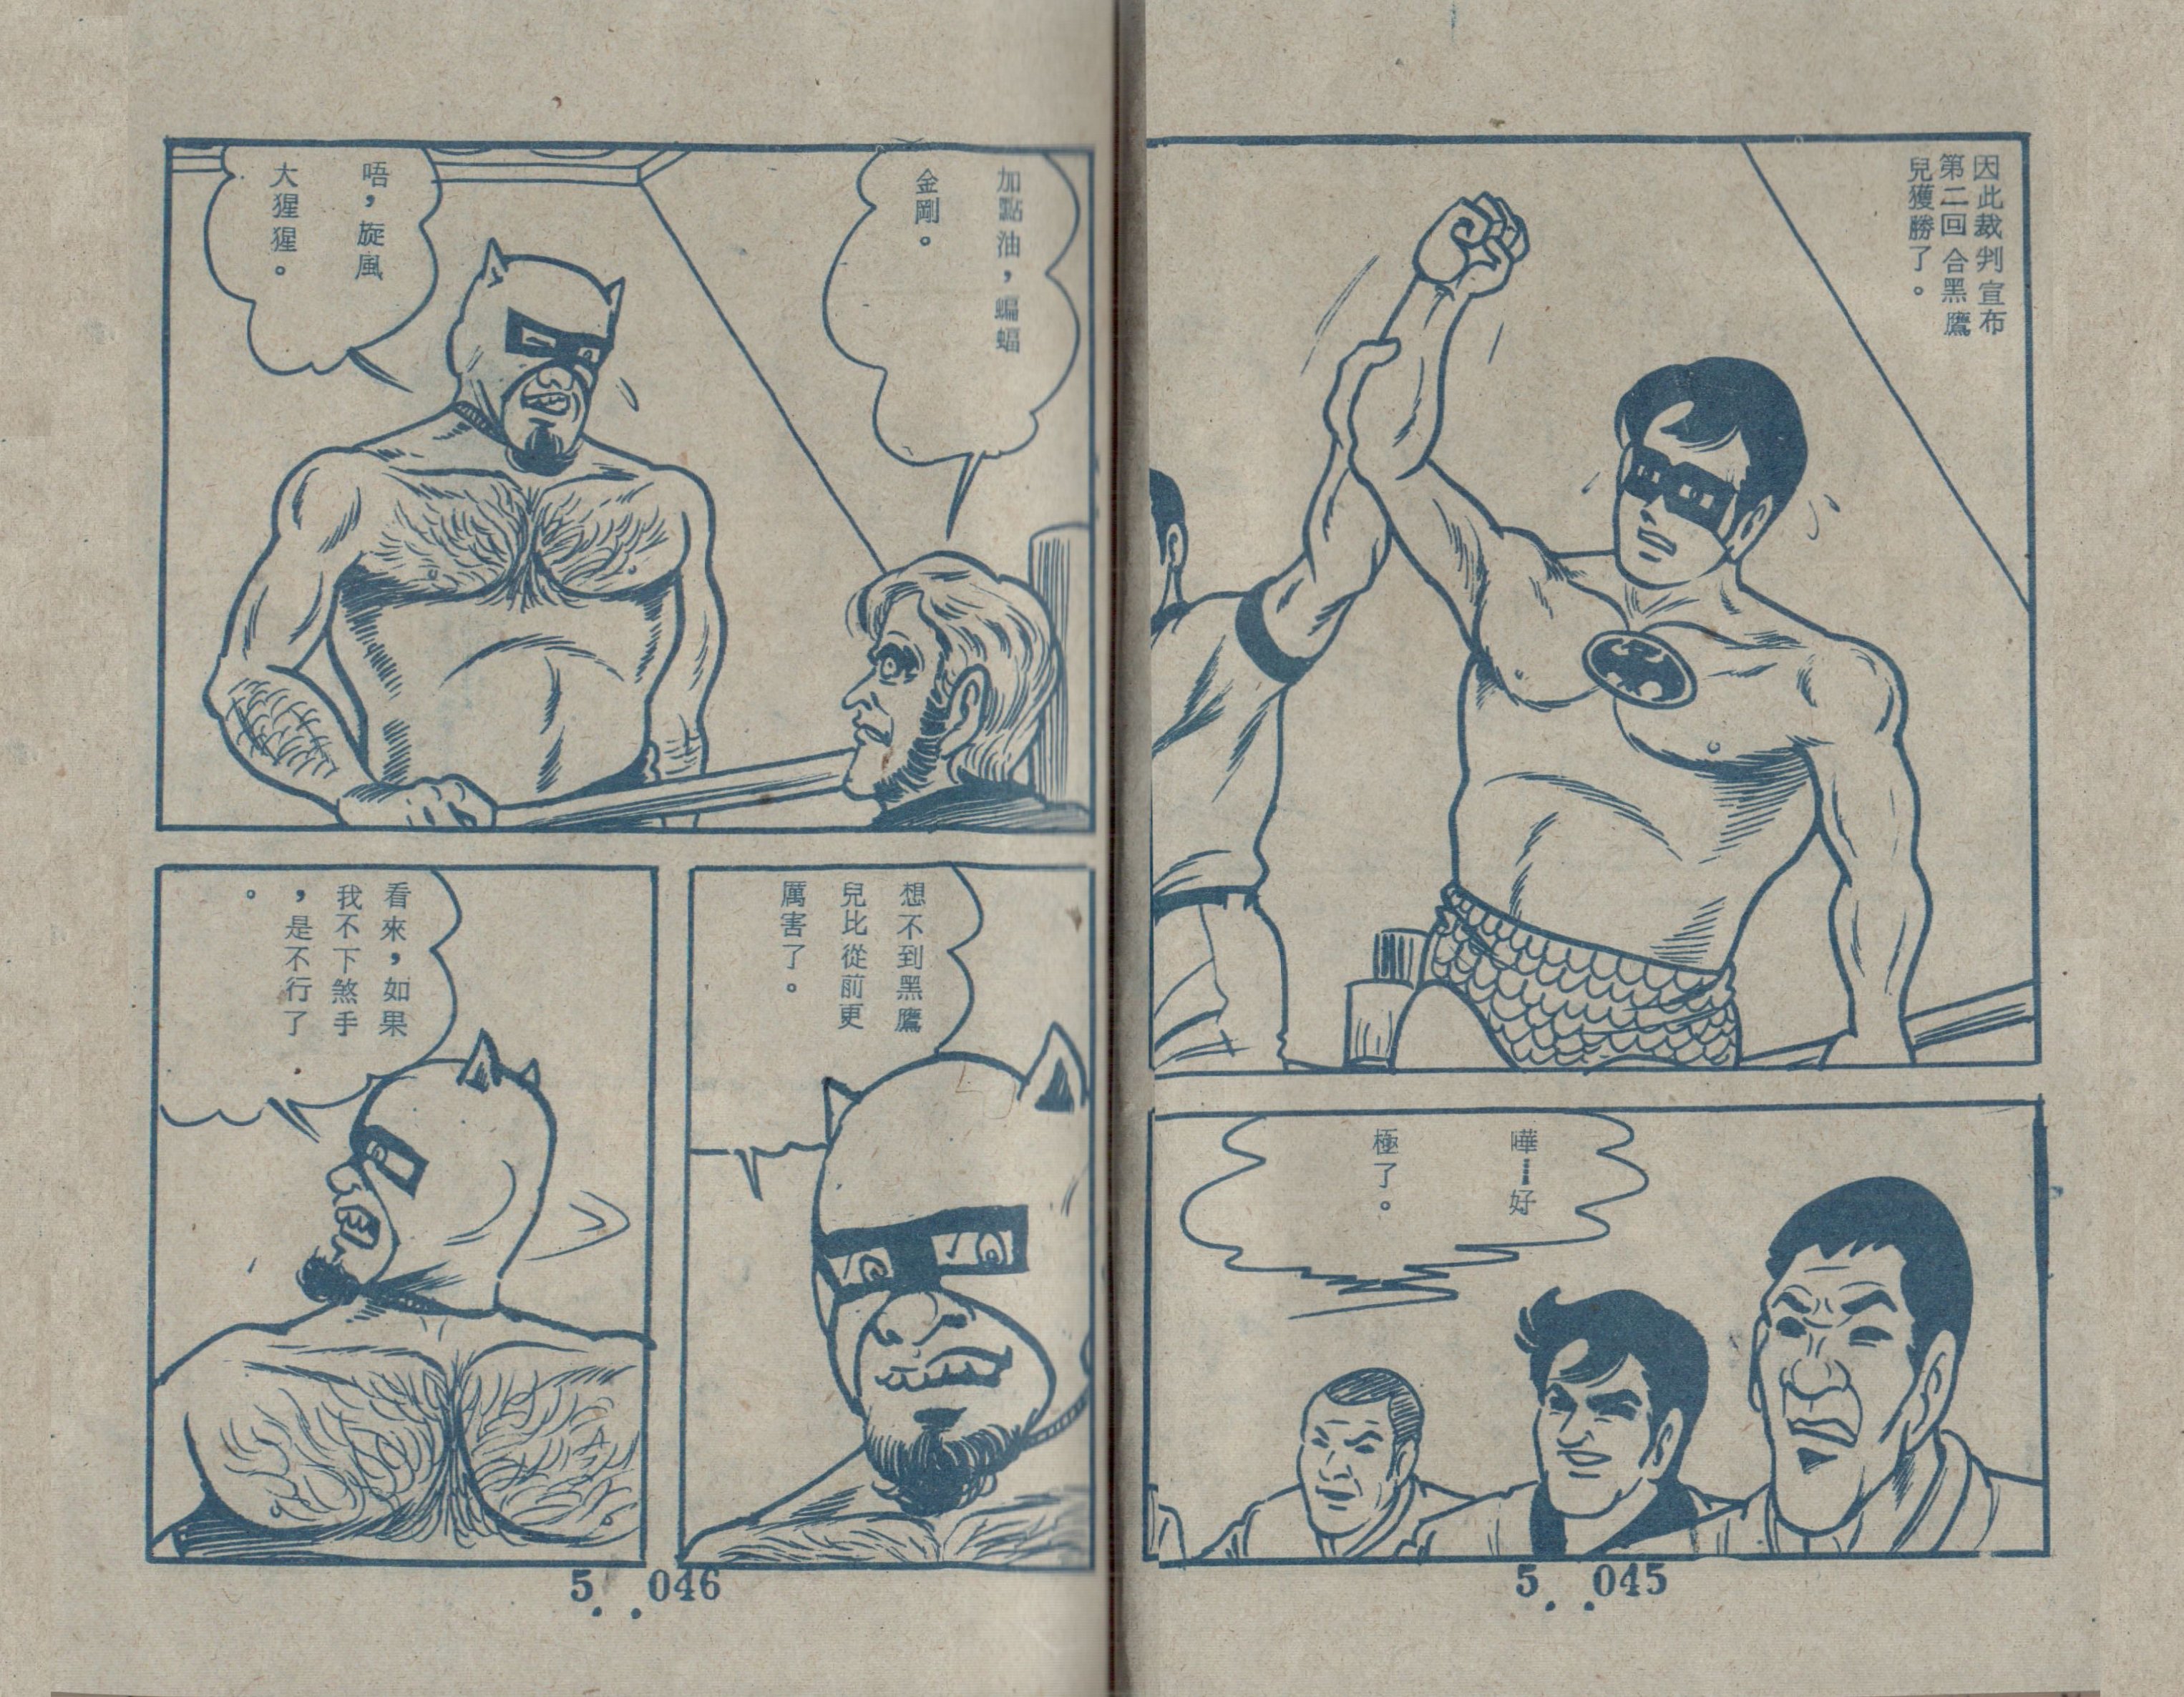 因此裁判宣布
第二回合黑鷹
兒獲勝了。
嘩……好
極了。
5 045
加點油，蝙蝠
金剛。
唔，旋風
大猩猩。
想不到黑鷹
兒比從前更
厲害了。
看來，如果
我不下煞手
，是不行了
。
5 046